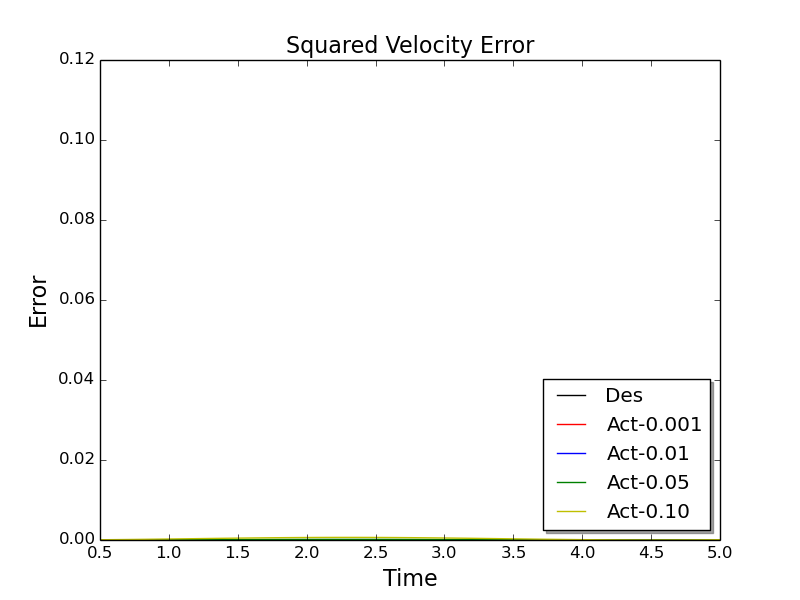 Squared Velocity Error
0.12
0.10
0.08
0.06
0.04
0.02
0.00
Error
Des
Act-0.001
Act-0.01
Act-0.05
Act-0.10
0.5 1.0 1.5 2.0 2.5 3.0 3.5 4.0 4.5 5.0
Time